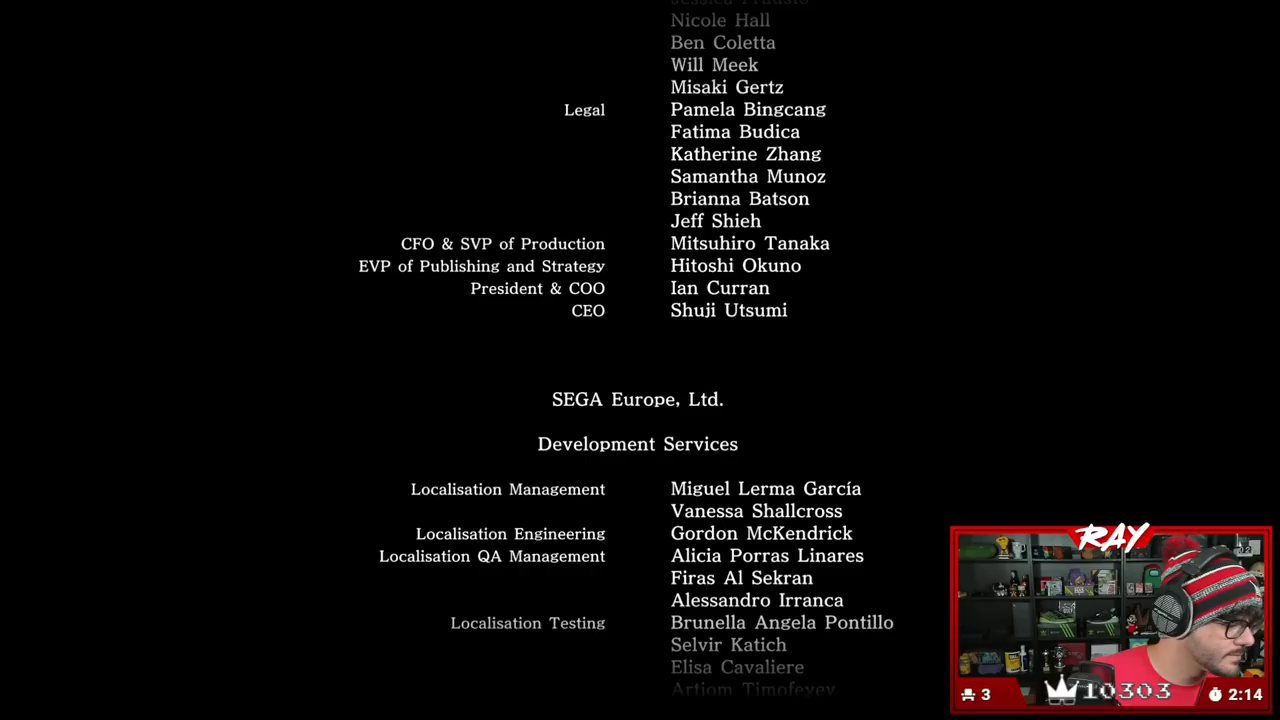 Nicole Hall
Ben Coletta
Will Meek
Misaki Gertz
Legal Pamela Bingcang
Fatima Budica
Katherine Zhang
Samantha Munoz
Brianna Batson
Jeff Shieh
CFO & SVP of Production Mitsuhiro Tanaka
EVP of Publishing and Strategy Hitoshi Okuno
President & COO Ian Curran
CEO Shuji Utsumi
SEGA Europe, Ltd.
Development Services
Localisation Management Miguel Lerma García
Vanessa Shallcross
Localisation Engineering Gordon McKendrick
Localisation QA Management Alicia Porras Linares
Firas Al Sekran
Alessandro Irranca
Localisation Testing Brunella Angela Pontillo
Selvir Katich
Elisa Cavaliere
Artiom Timofeyev
RAY
3 10303 2:14